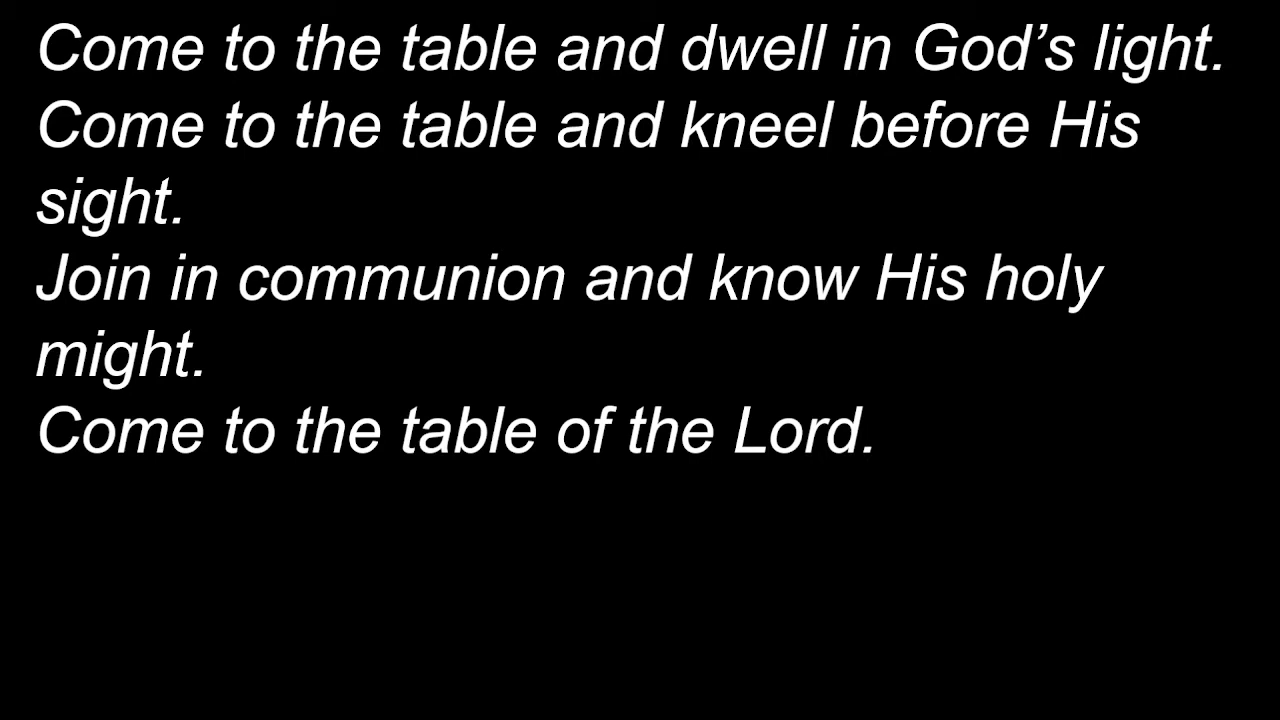 Come to the table and dwell in God’s light.
Come to the table and kneel before His
sight.
Join in communion and know His holy
might.
Come to the table of the Lord.